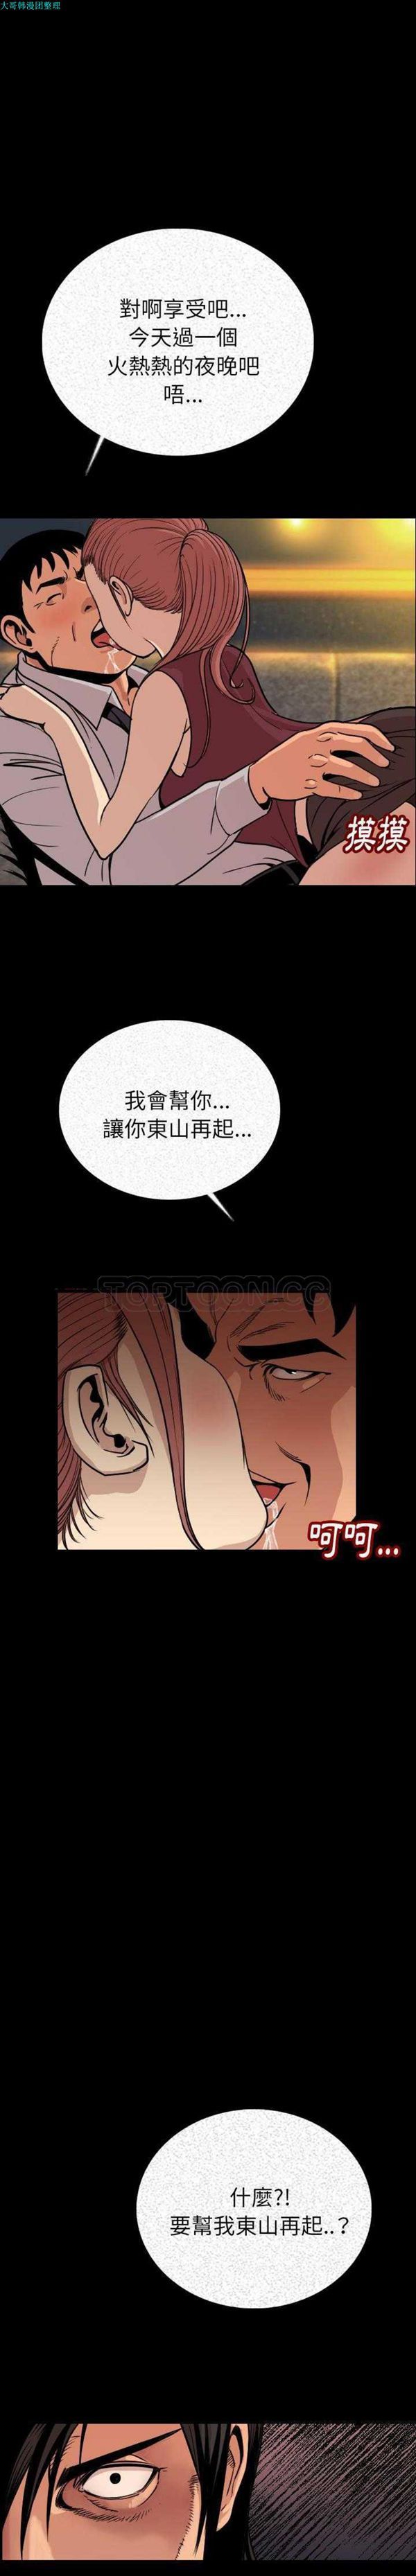 大哥韩漫团整理
對啊享受吧...
今天過一個
火熱熱的夜晚吧
唔...
摸摸
我會幫你...
讓你東山再起...
TOPTOON.CC
呵呵...
什麼?!
要幫我東山再起..？